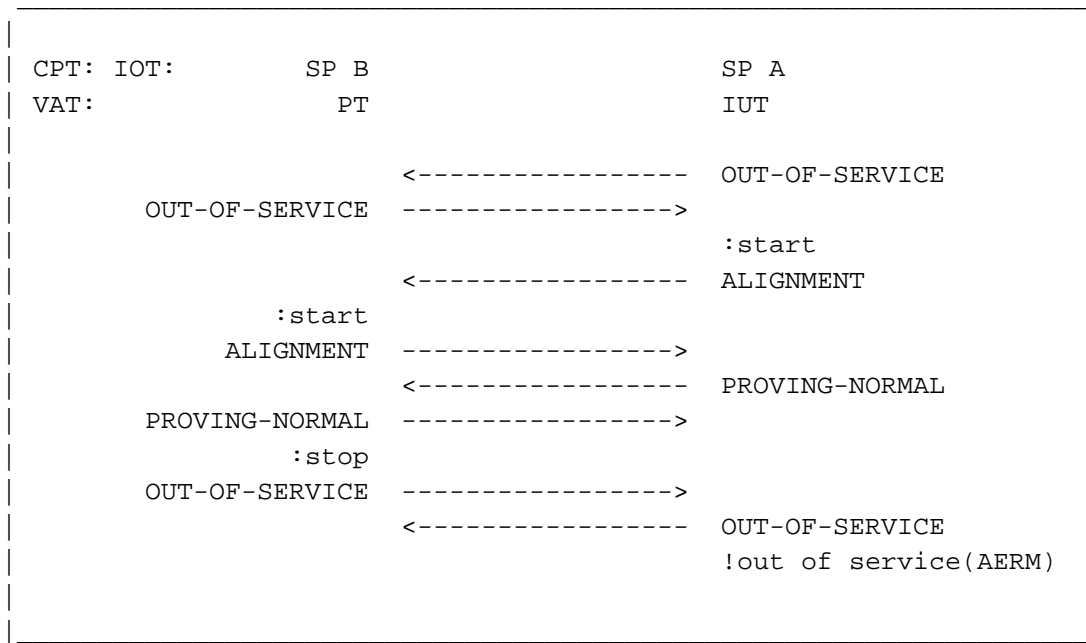 CPT: IOT: SP B SP A
VAT: PT IUT
<----------------- OUT-OF-SERVICE
OUT-OF-SERVICE ----------------->
:start
<----------------- ALIGNMENT
:start
ALIGNMENT ----------------->
<----------------- PROVING-NORMAL
PROVING-NORMAL ----------------->
:stop
OUT-OF-SERVICE ----------------->
<----------------- OUT-OF-SERVICE
!out of service(AERM)